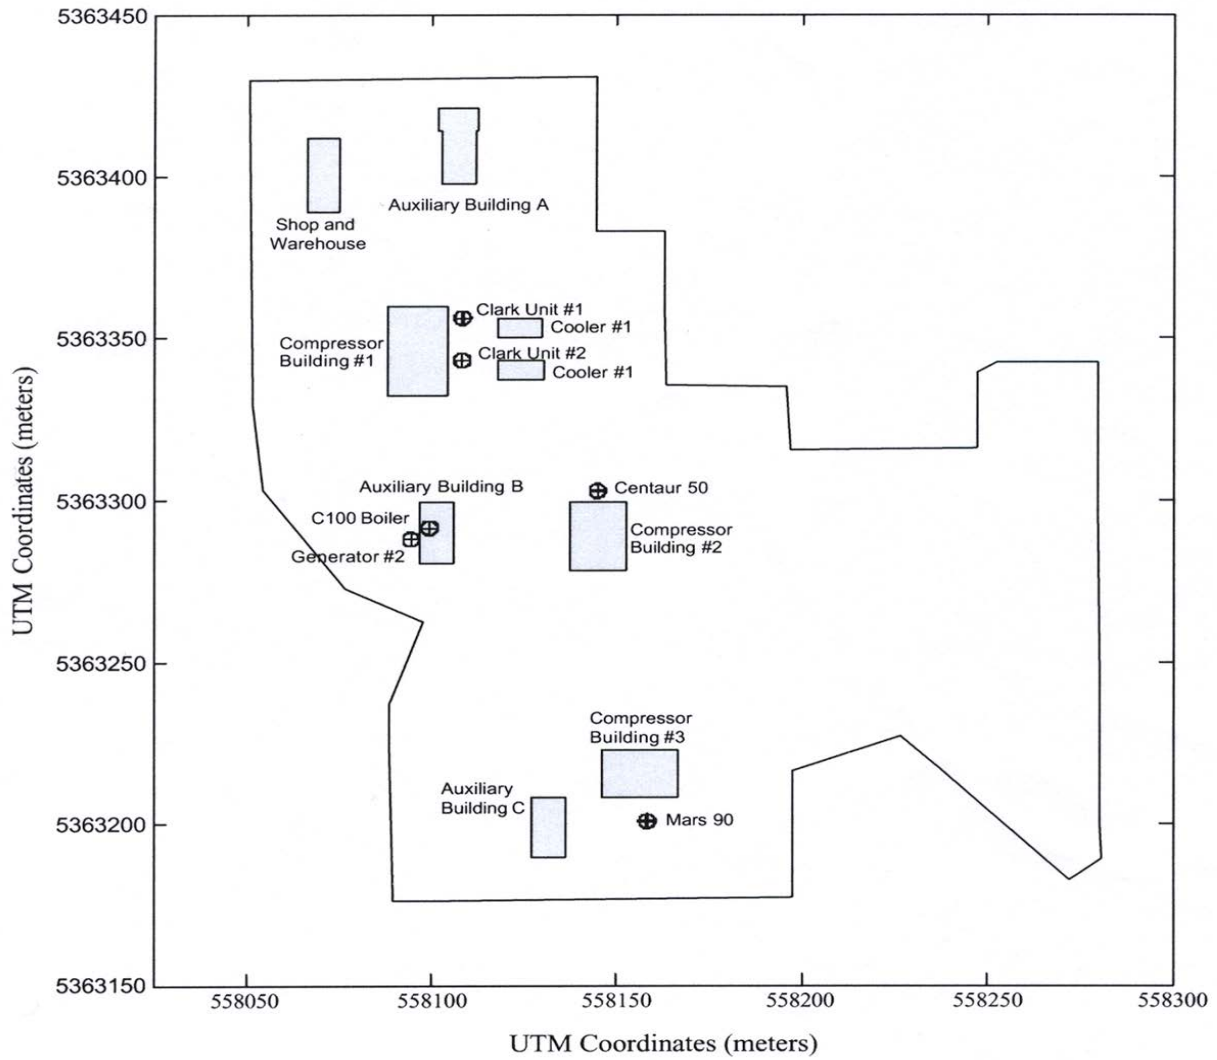 5363450
5363400
5363350
5363300
5363250
5363200
5363150
UTM Coordinates (meters)
Auxiliary Building A
Shop and
Warehouse
Clark Unit #1
Cooler #1
Compressor
Building #1
Clark Unit #2
Cooler #1
Auxiliary Building B
C100 Boiler
Generator #2
Centaur 50
Compressor
Building #2
Compressor
Building #3
Auxiliary
Building C
Mars 90
558050
558100
558150
558200
558250
558300
UTM Coordinates (meters)